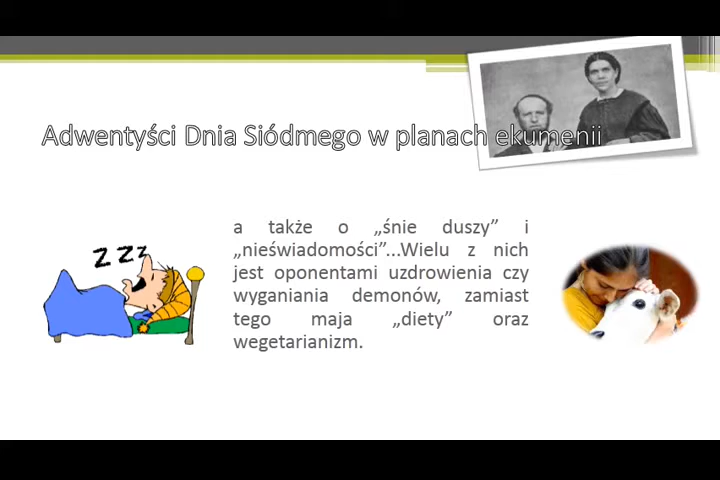 Adwentyści Dnia Siódmego w planach ekumenii
ZZZ
a także o „śnie duszy” i
„nieświadomości”...Wielu z nich
jest oponentami uzdrowienia czy
wyganiania demonów, zamiast
tego maja „diety” oraz
wegetarianizm.